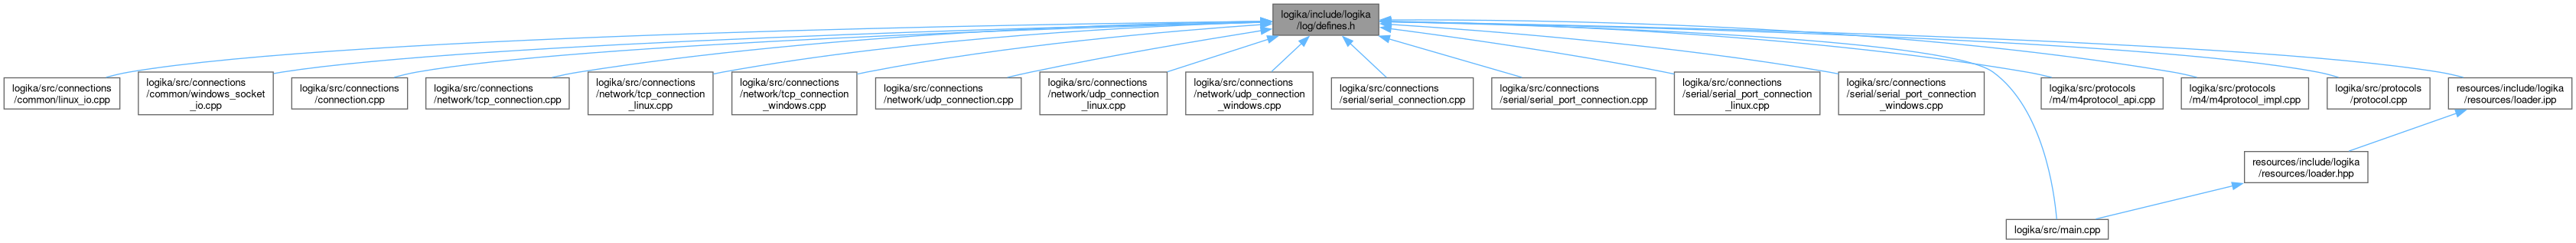 logika/include/logika
/log/defines.h
logika/src/connections
/common/linux_io.cpp
logika/src/connections
/common/windows_socket
_io.cpp
logika/src/connections
/connection.cpp
logika/src/connections
/network/tcp_connection.cpp
logika/src/connections
/network/tcp_connection
_linux.cpp
logika/src/connections
/network/tcp_connection
_windows.cpp
logika/src/connections
/network/udp_connection.cpp
logika/src/connections
/network/udp_connection
_linux.cpp
logika/src/connections
/network/udp_connection
_windows.cpp
logika/src/connections
/serial/serial_connection.cpp
logika/src/connections
/serial/serial_port_connection.cpp
logika/src/connections
/serial/serial_port_connection
_linux.cpp
logika/src/connections
/serial/serial_port_connection
_windows.cpp
logika/src/protocols
/m4/m4protocol_api.cpp
logika/src/protocols
/m4/m4protocol_impl.cpp
logika/src/protocols
/protocol.cpp
resources/include/logika
/resources/loader.ipp
resources/include/logika
/resources/loader.hpp
logika/src/main.cpp